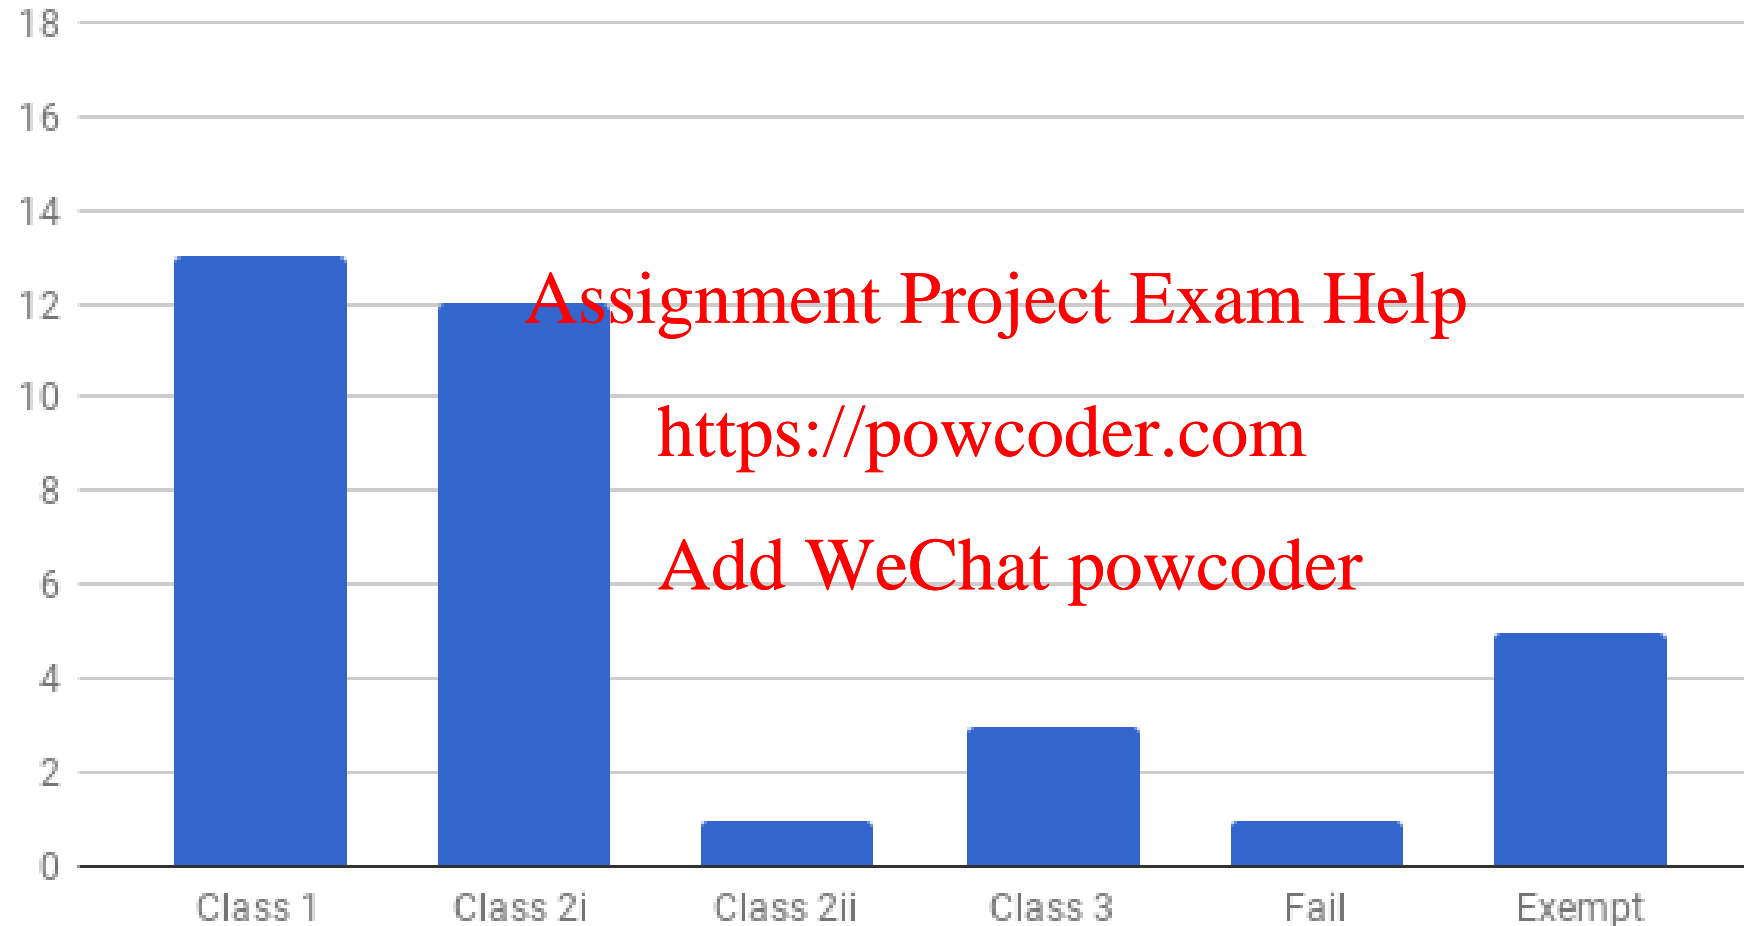 18
16
14
12
10
8
6
4
2
0
Assignment Project Exam Help
https://powcoder.com
Add WeChat powcoder
Class 1 Class 2i Class 2ii Class 3 Fail Exempt